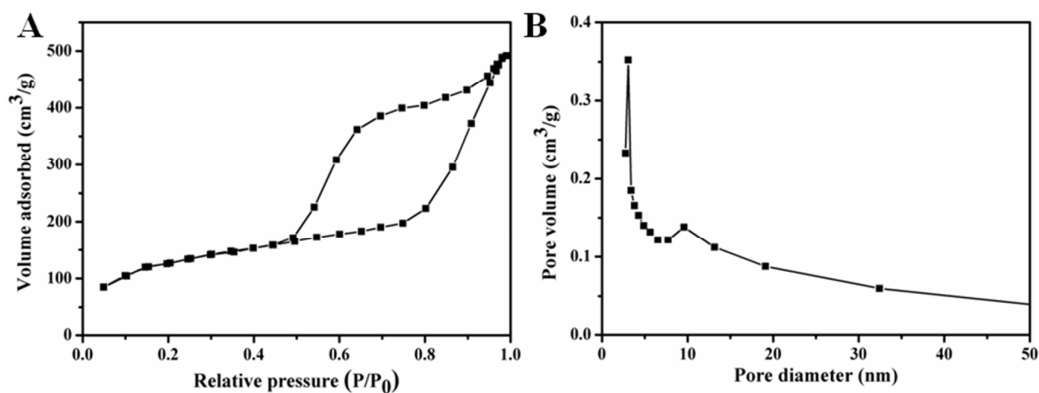 A
Volume adsorbed (cm³/g)
500
400
300
200
100
0
0.0 0.2 0.4 0.6 0.8 1.0
Relative pressure (P/P₀)
B
Pore volume (cm³/g)
0.4
0.3
0.2
0.1
0.0
0 10 20 30 40 50
Pore diameter (nm)